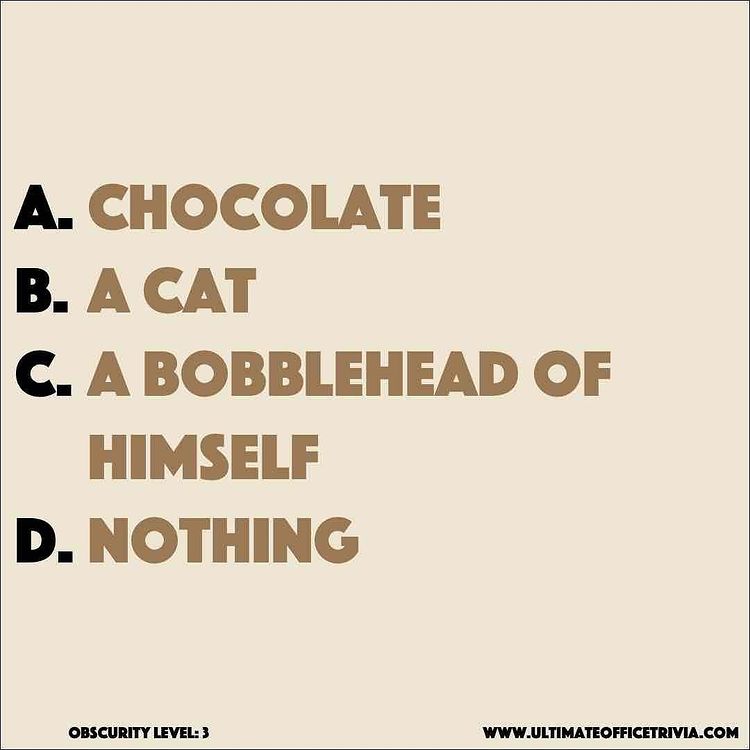 A. CHOCOLATE
B. A CAT
C. A BOBBLEHEAD OF
HIMSELF
D. NOTHING
OBSCURITY LEVEL: 3
WWW.ULTIMATEOFFICETRIVIA.COM